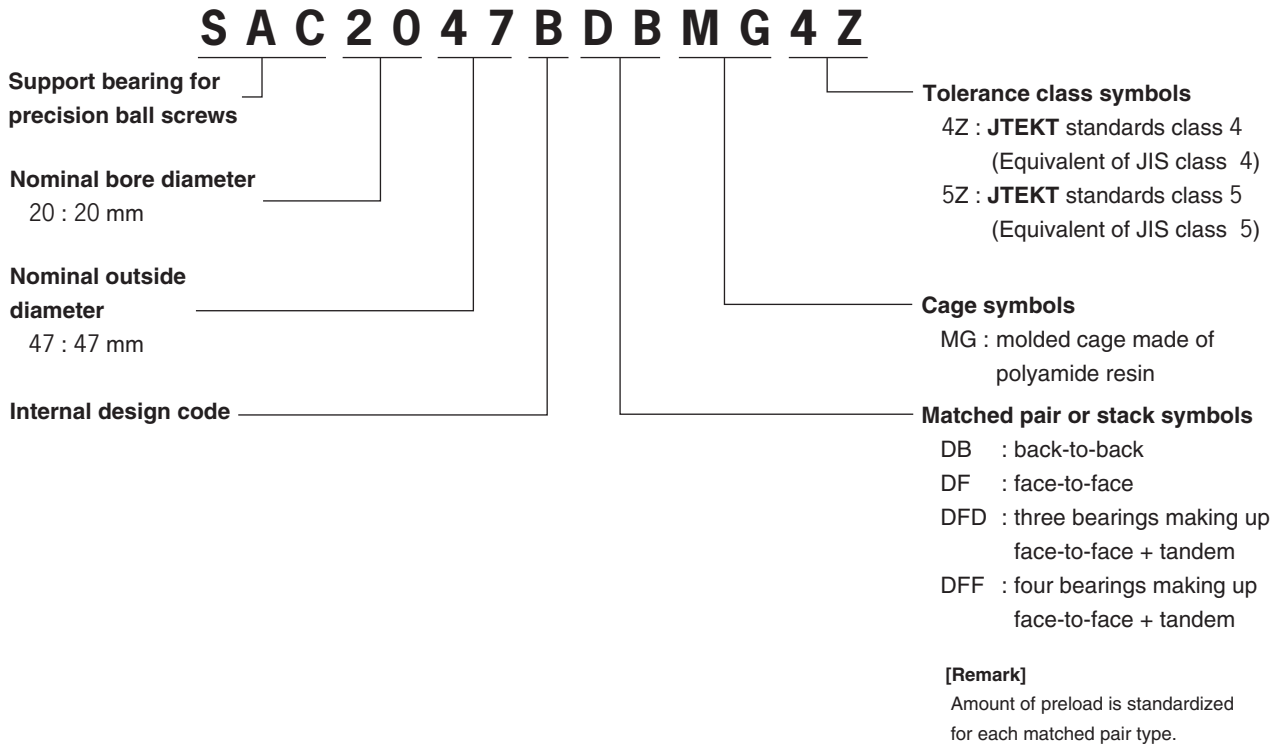 SAC2047BDBMG4Z
Support bearing for
precision ball screws
Nominal bore diameter
20 : 20 mm
Nominal outside
diameter
47 : 47 mm
Internal design code
Tolerance class symbols
4Z : JTEKT standards class 4
(Equivalent of JIS class 4)
5Z : JTEKT standards class 5
(Equivalent of JIS class 5)
Cage symbols
MG : molded cage made of
polyamide resin
Matched pair or stack symbols
DB : back-to-back
DF : face-to-face
DFD : three bearings making up
face-to-face + tandem
DFF : four bearings making up
face-to-face + tandem
[Remark]
Amount of preload is standardized
for each matched pair type.